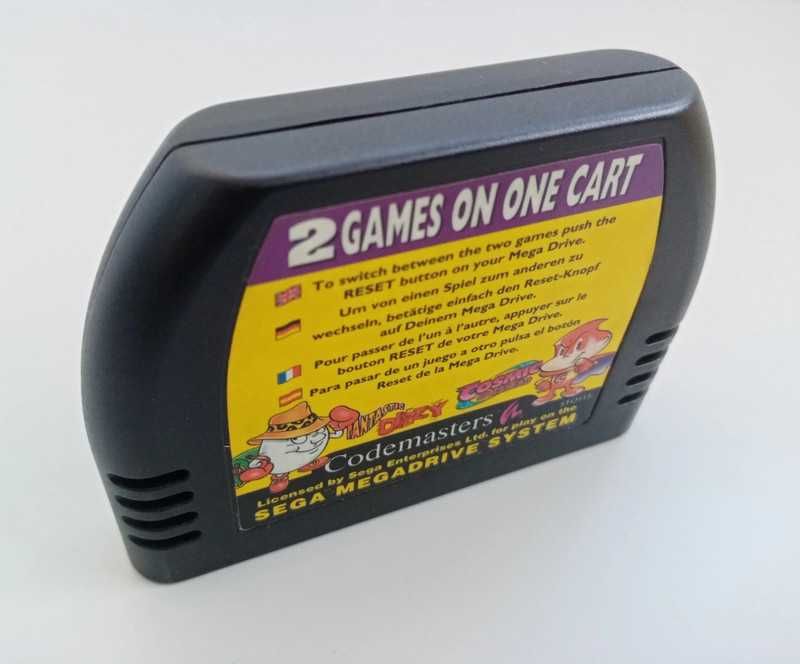 2 GAMES ON ONE CART
To switch between the two games push the
RESET button on your Mega Drive.
Um von einen Spiel zum anderen zu
wechseln, betätige einfach den Reset-Knopf
auf Deinem Mega Drive.
Pour passer de l'un à l'autre, appuyer sur le
bouton RESET de votre Mega Drive.
Para pasar de un juego a otro pulsa el botón
Reset de la Mega Drive.
FANTASTIC
DIZZY
COSMIC
Codemasters
Licensed by Sega Enterprises Ltd. for play on the
SEGA MEGADRIVE SYSTEM